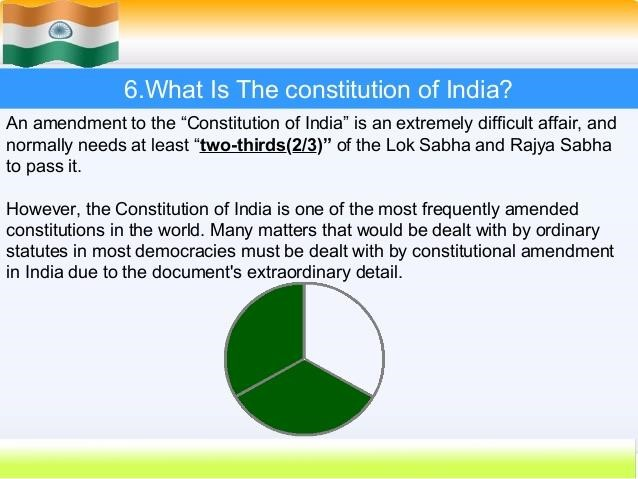 6.What Is The constitution of India?
An amendment to the “Constitution of India” is an extremely difficult affair, and
normally needs at least “two-thirds(2/3)” of the Lok Sabha and Rajya Sabha
to pass it.
However, the Constitution of India is one of the most frequently amended
constitutions in the world. Many matters that would be dealt with by ordinary
statutes in most democracies must be dealt with by constitutional amendment
in India due to the document's extraordinary detail.